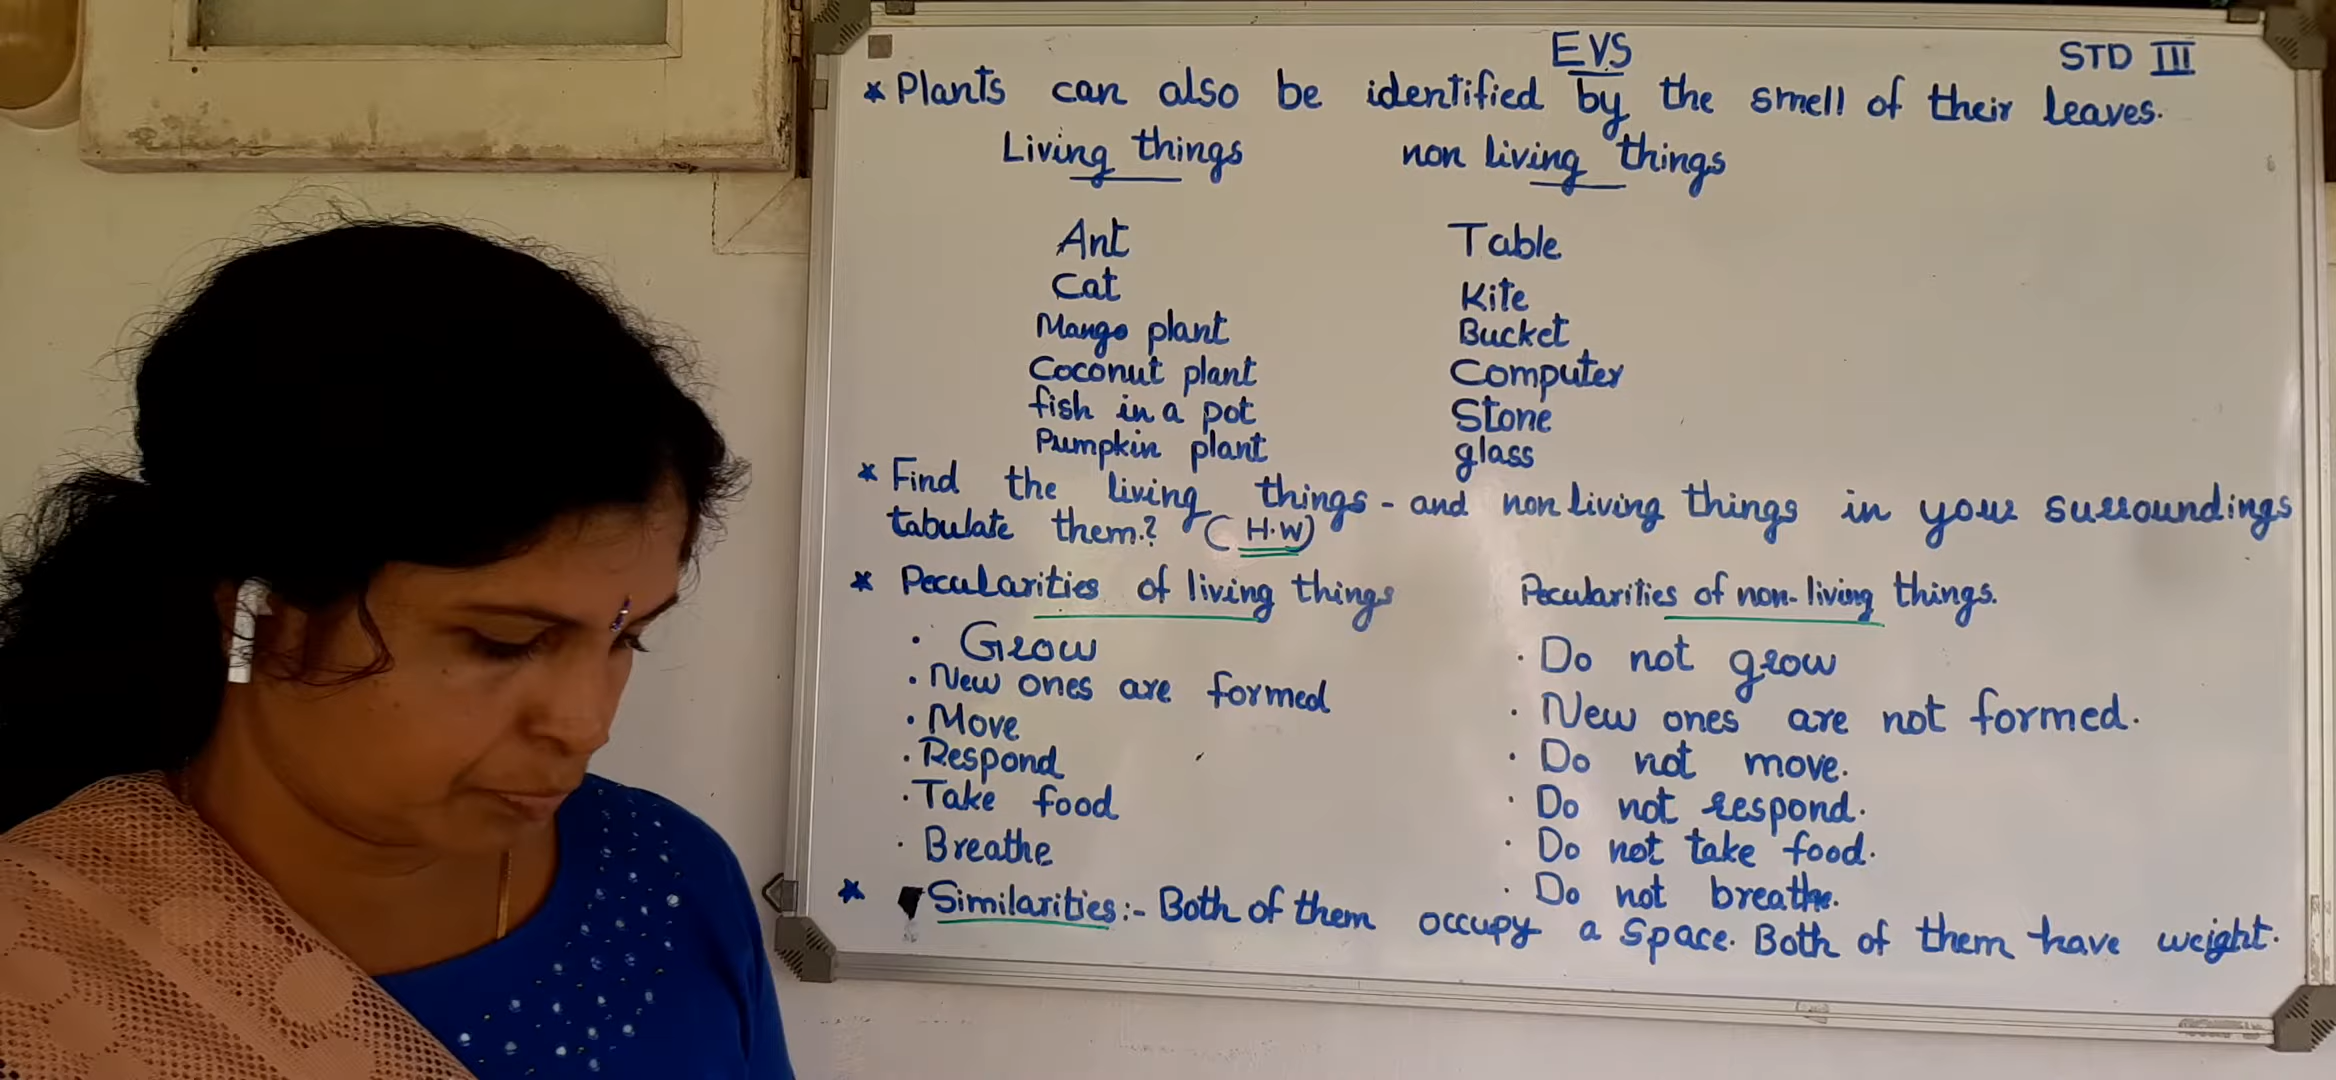 EVS
STD III
* Plants can also be identified by the smell of their leaves.
Living things non living things
Ant Table
Cat Kite
Mango plant Bucket
Coconut plant Computer
fish in a pot Stone
Pumpkin plant glass
* Find the living things - and non living things in your surroundings
tabulate them.? (H.W)
* Pecularities of living things Pecularities of non-living things.
· Grow · Do not grow
· New ones are formed · New ones are not formed.
· Move · Do not move.
· Respond · Do not respond.
· Take food · Do not take food.
· Breathe · Do not breathe.
* Similarities:- Both of them occupy a Space. Both of them have weight.